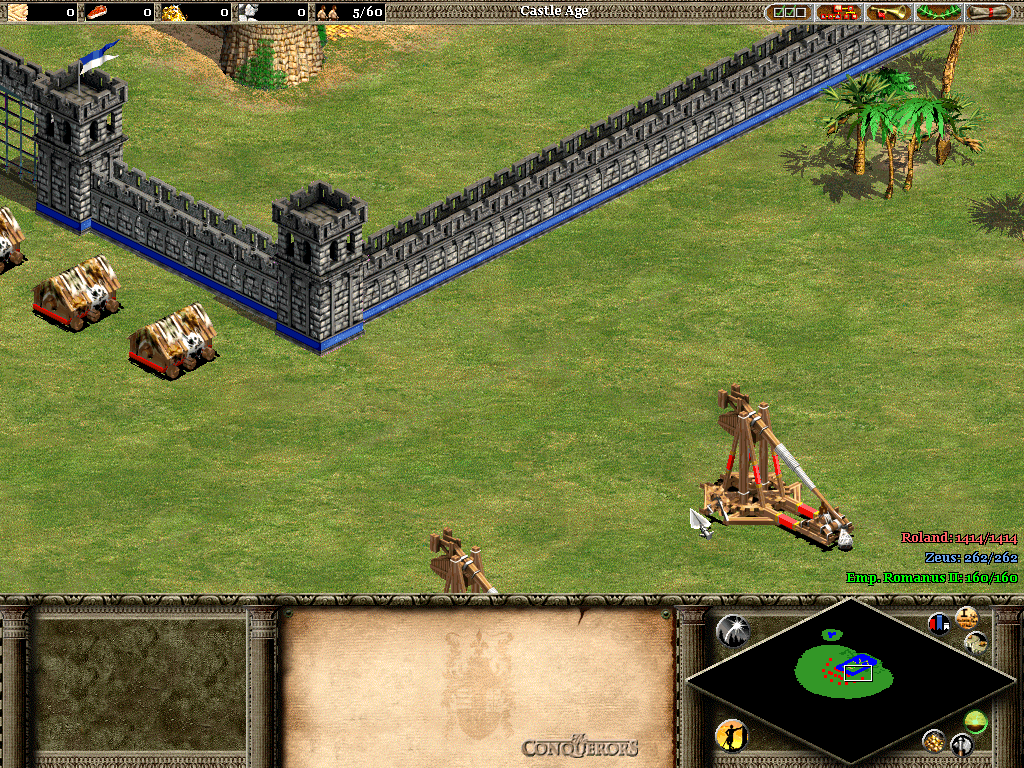 0 0 0 0 5/60 Castle Age
Roland: 1414/1414
Zeus: 262/262
Emp. Romanus II: 160/160
The
CONQUERORS